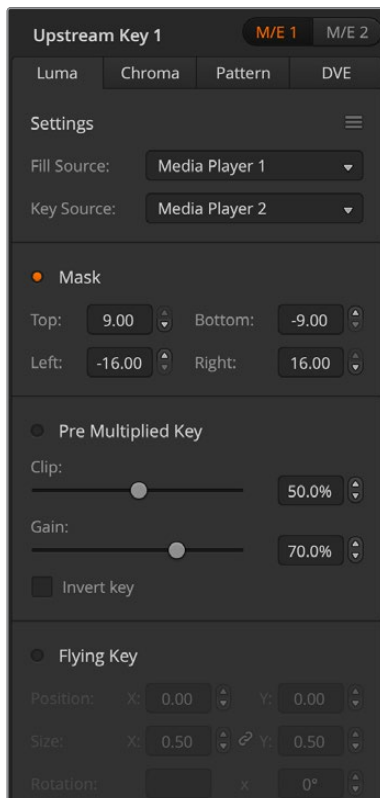 Upstream Key 1 M/E 1 M/E 2
Luma Chroma Pattern DVE
Settings
Fill Source: Media Player 1
Key Source: Media Player 2
Mask
Top: 9.00 Bottom: -9.00
Left: -16.00 Right: 16.00
Pre Multiplied Key
Clip:
50.0%
Gain:
70.0%
Invert key
Flying Key
Position: X: 0.00 Y: 0.00
Size: X: 0.50 Y: 0.50
Rotation: x 0°